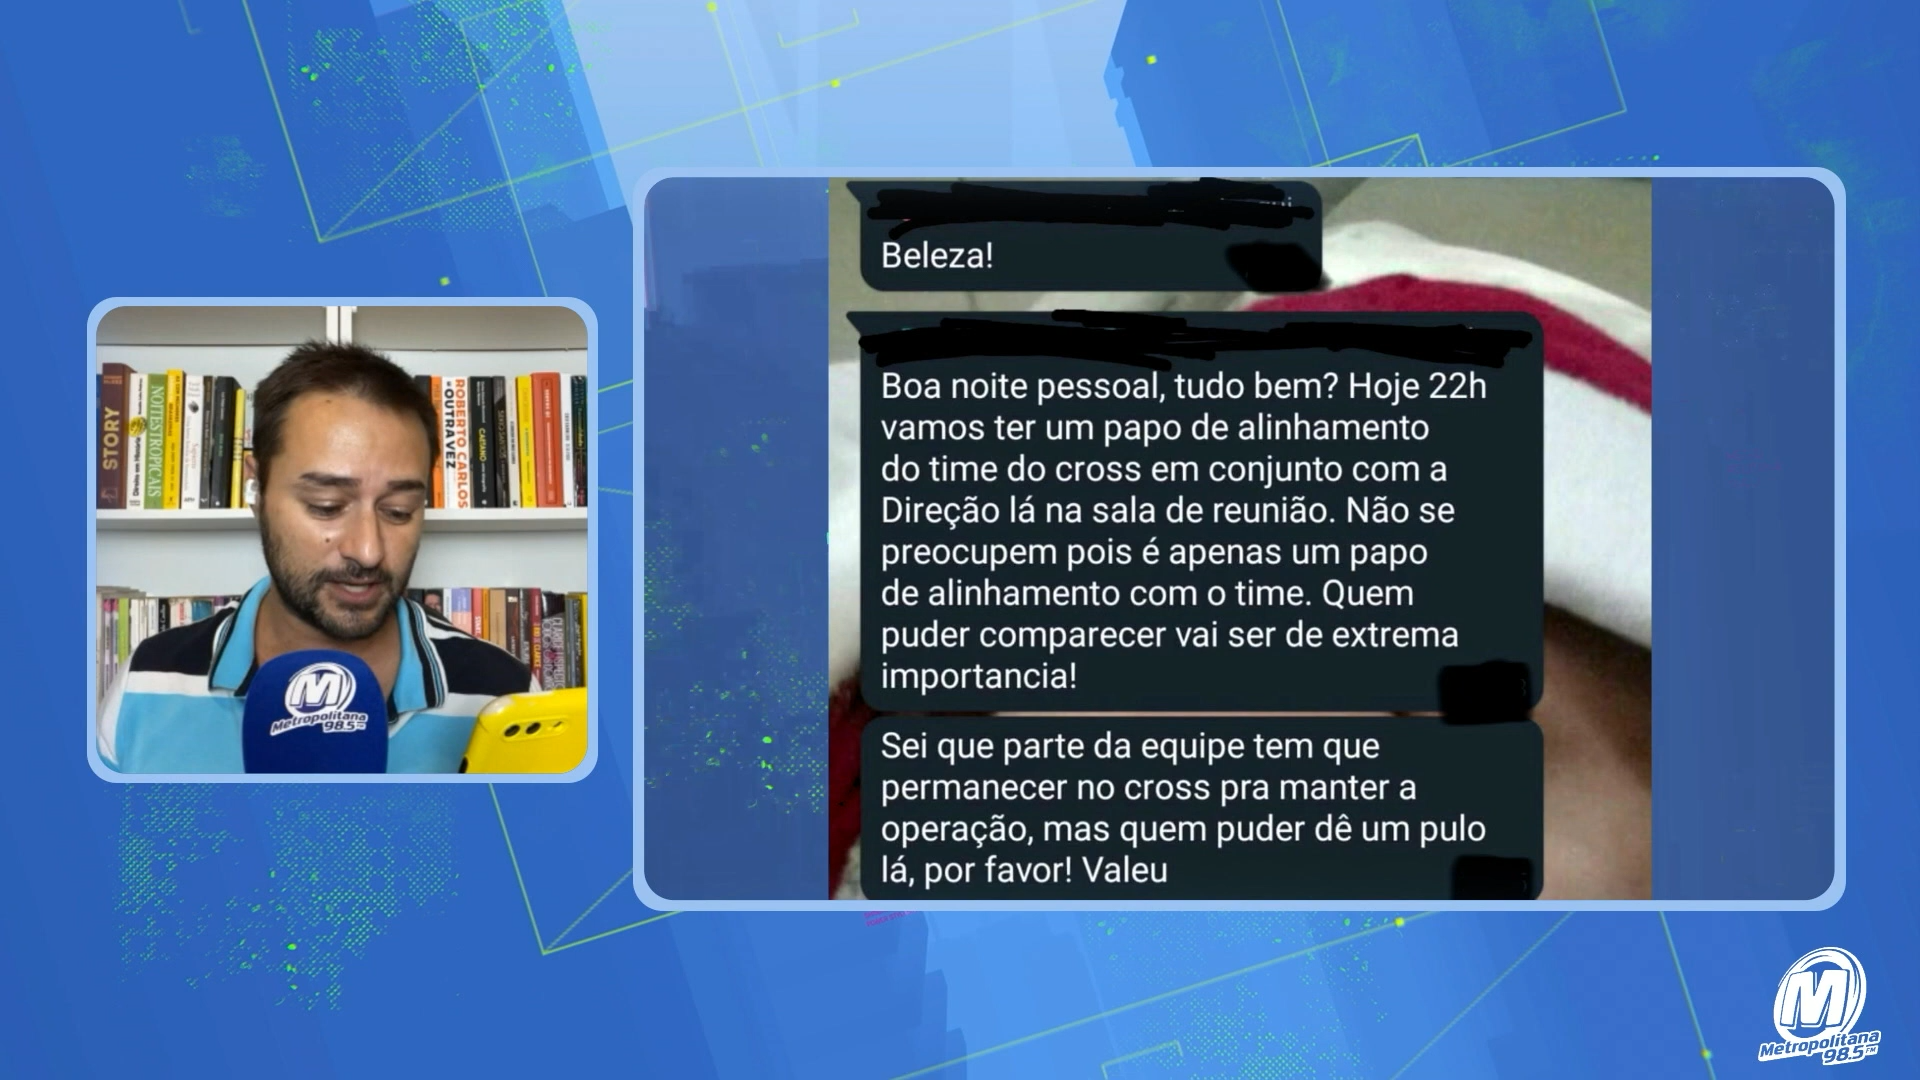 Beleza!
Boa noite pessoal, tudo bem? Hoje 22h
vamos ter um papo de alinhamento
do time do cross em conjunto com a
Direção lá na sala de reunião. Não se
preocupem pois é apenas um papo
de alinhamento com o time. Quem
puder comparecer vai ser de extrema
importancia!
Sei que parte da equipe tem que
permanecer no cross pra manter a
operação, mas quem puder dê um pulo
lá, por favor! Valeu
STORY
NOITES TROPICAIS
ROBERTO CARLOS
OUTRA VEZ
CAETANO
M
Metropolitana
98.5 FM
M
Metropolitana
98.5 FM